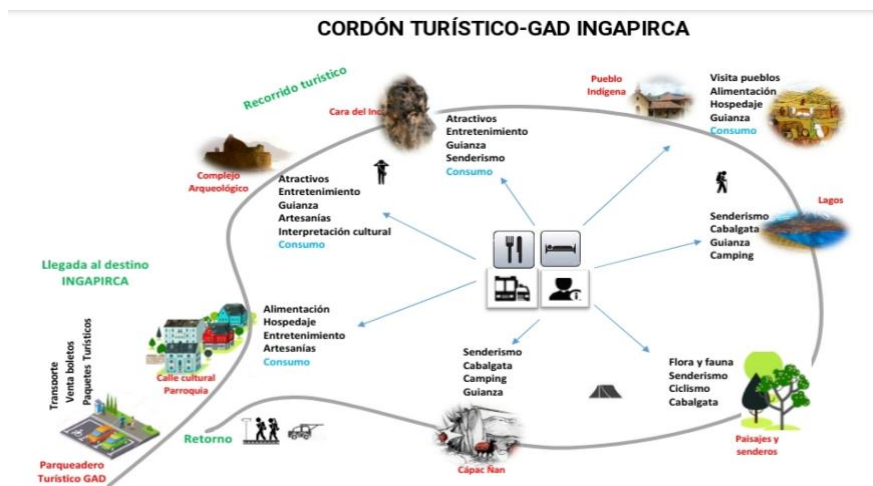 CORDÓN TURÍSTICO-GAD INGAPIRCA
Recorrido turístico
Cara del Inc
Atractivos
Entretenimiento
Guianza
Senderismo
Consumo
Pueblo
Indígena
Visita pueblos
Alimentación
Hospedaje
Guianza
Consumo
Complejo
Arqueológico
Atractivos
Entretenimiento
Guianza
Artesanías
Interpretación cultural
Consumo
Lagos
Senderismo
Cabalgata
Guianza
Camping
Llegada al destino
INGAPIRCA
Alimentación
Hospedaje
Entretenimiento
Artesanías
Consumo
Calle cultural
Parroquia
Transoorte
Venta boletos
Paquetes Turísticos
Senderismo
Cabalgata
Camping
Guianza
Flora y fauna
Senderismo
Ciclismo
Cabalgata
Paisajes y
senderos
Retorno
Cápac Ñan
Parqueadero
Turístico GAD